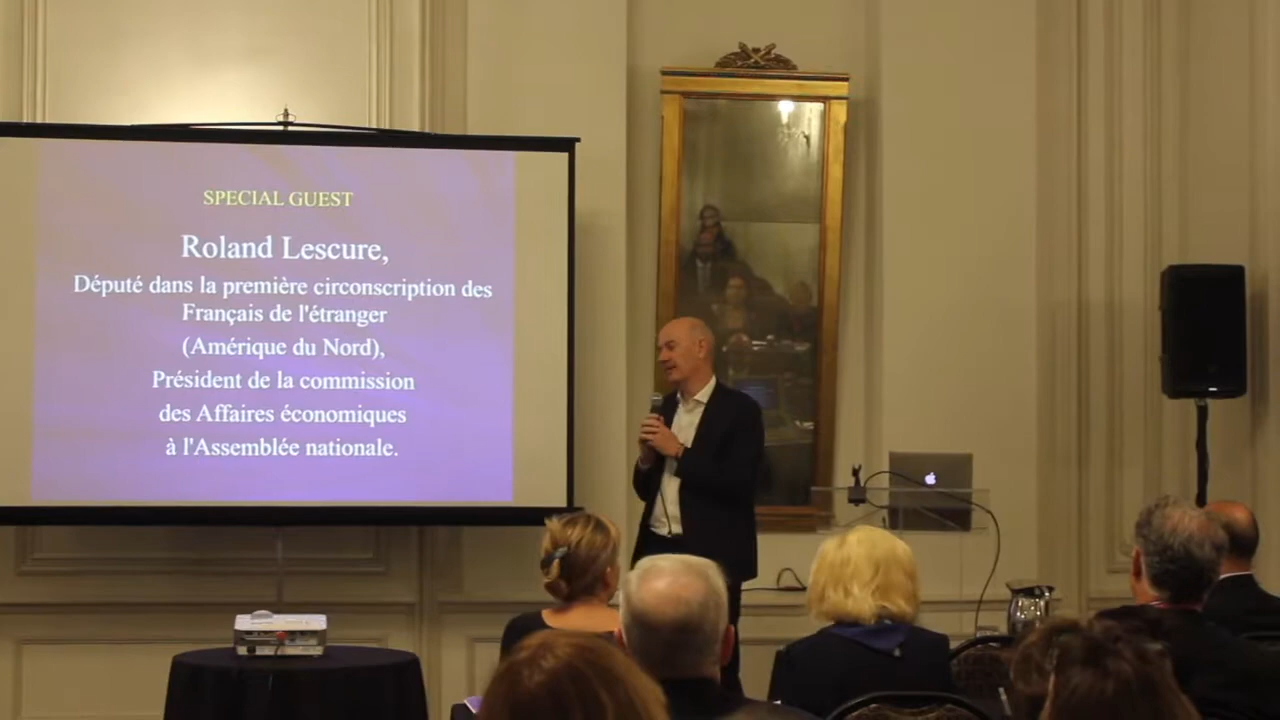 SPECIAL GUEST
Roland Lescure,
Député dans la première circonscription des
Français de l'étranger
(Amérique du Nord),
Président de la commission
des Affaires économiques
à l'Assemblée nationale.